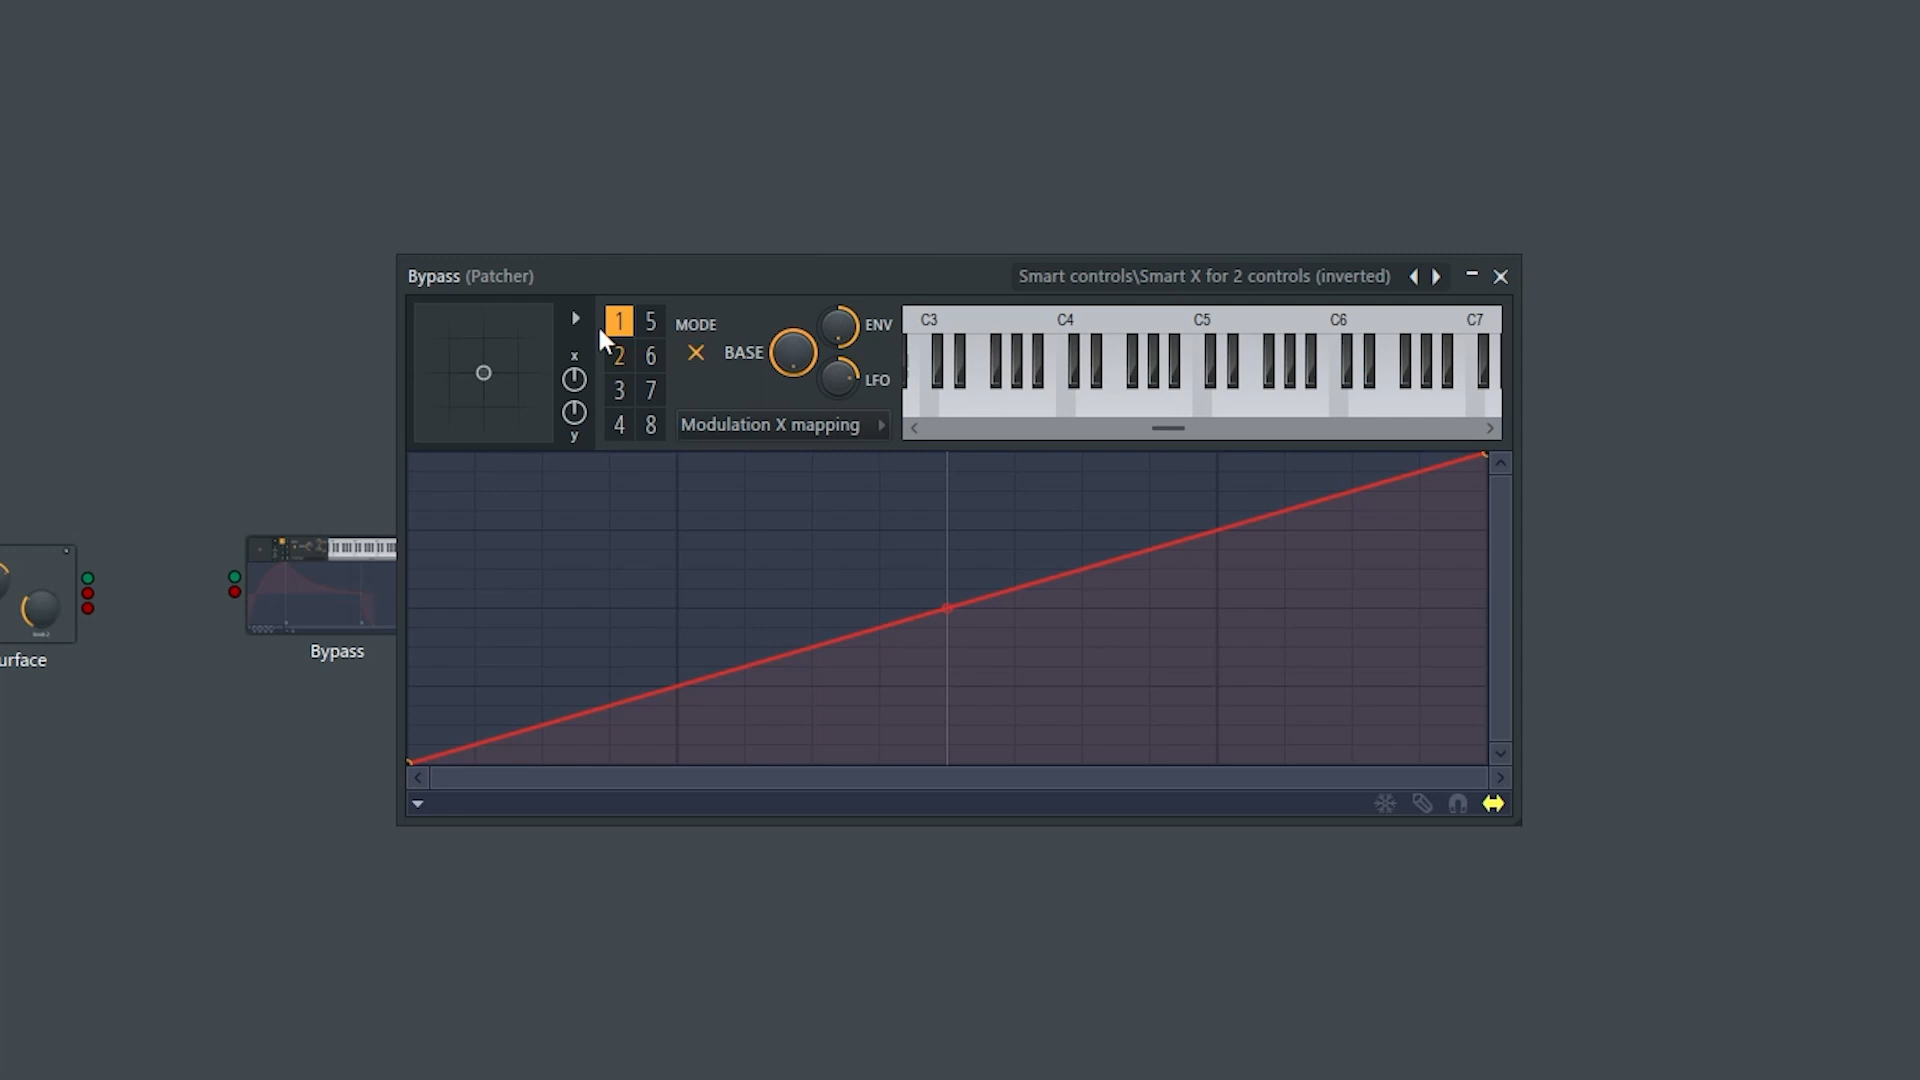 Bypass (Patcher)
Smart controls\Smart X for 2 controls (inverted)
1 5
2 6
3 7
4 8
x
y
MODE
BASE
ENV
LFO
Modulation X mapping
C3 C4 C5 C6 C7
urface
Bypass